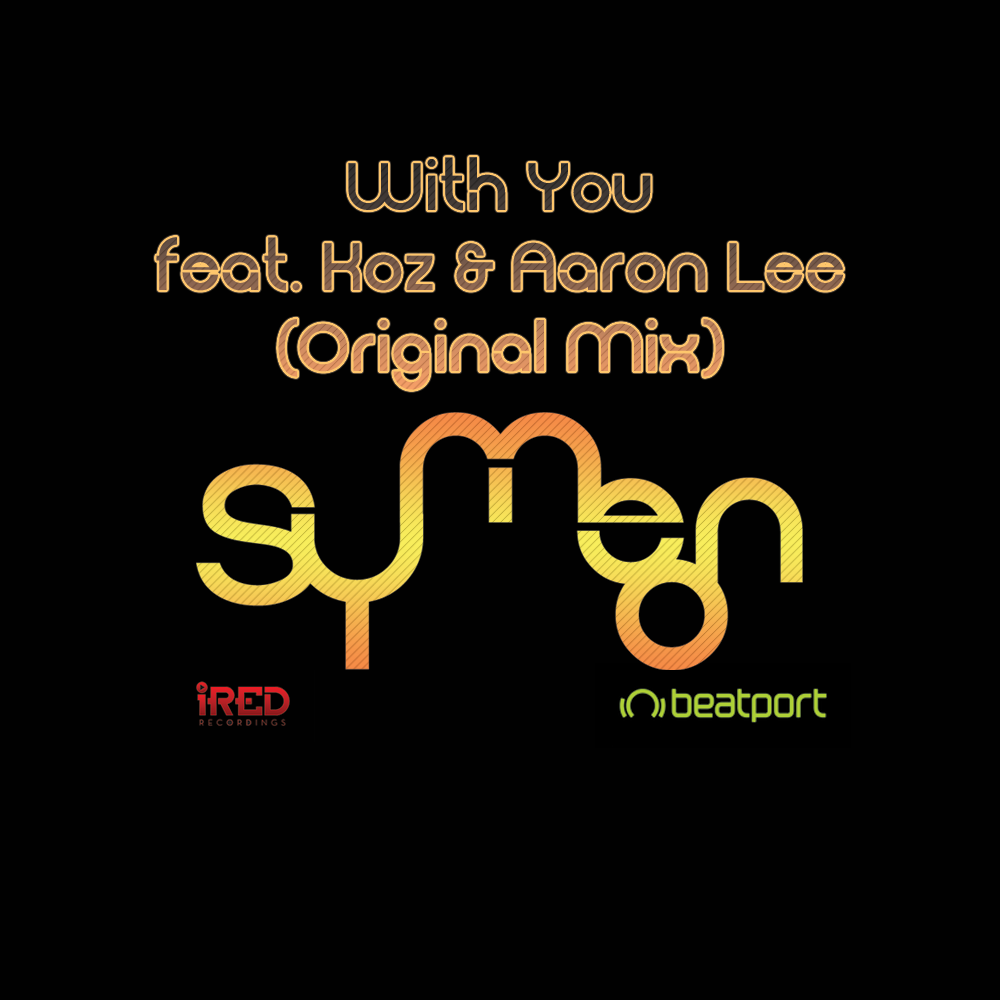 With You
feat. Koz & Aaron Lee
(Original Mix)
symeon
iRED
RECORDINGS
beatport